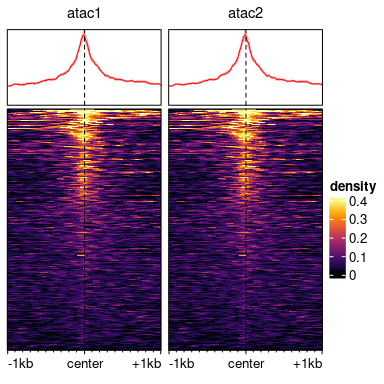 atac1 atac2
density
0.4
0.3
0.2
0.1
0
-1kb center +1kb -1kb center +1kb